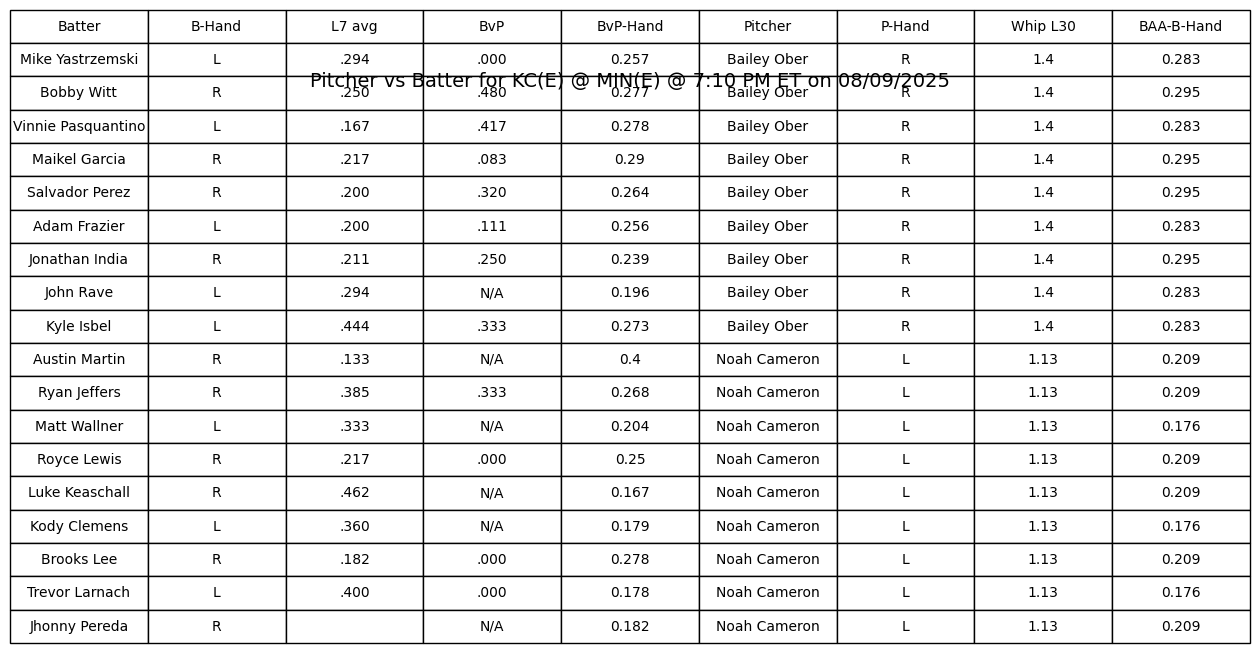 Batter B-Hand L7 avg BvP BvP-Hand Pitcher P-Hand Whip L30 BAA-B-Hand
Mike Yastrzemski L .294 .000 0.257 Bailey Ober R 1.4 0.283
Pitcher vs Batter for KC(E) @ MIN(E) @ 7:10 PM ET on 08/09/2025
Bobby Witt R .250 .480 0.277 Bailey Ober R 1.4 0.295
Vinnie Pasquantino L .167 .417 0.278 Bailey Ober R 1.4 0.283
Maikel Garcia R .217 .083 0.29 Bailey Ober R 1.4 0.295
Salvador Perez R .200 .320 0.264 Bailey Ober R 1.4 0.295
Adam Frazier L .200 .111 0.256 Bailey Ober R 1.4 0.283
Jonathan India R .211 .250 0.239 Bailey Ober R 1.4 0.295
John Rave L .294 N/A 0.196 Bailey Ober R 1.4 0.283
Kyle Isbel L .444 .333 0.273 Bailey Ober R 1.4 0.283
Austin Martin R .133 N/A 0.4 Noah Cameron L 1.13 0.209
Ryan Jeffers R .385 .333 0.268 Noah Cameron L 1.13 0.209
Matt Wallner L .333 N/A 0.204 Noah Cameron L 1.13 0.176
Royce Lewis R .217 .000 0.25 Noah Cameron L 1.13 0.209
Luke Keaschall R .462 N/A 0.167 Noah Cameron L 1.13 0.209
Kody Clemens L .360 N/A 0.179 Noah Cameron L 1.13 0.176
Brooks Lee R .182 .000 0.278 Noah Cameron L 1.13 0.209
Trevor Larnach L .400 .000 0.178 Noah Cameron L 1.13 0.176
Jhonny Pereda R N/A 0.182 Noah Cameron L 1.13 0.209